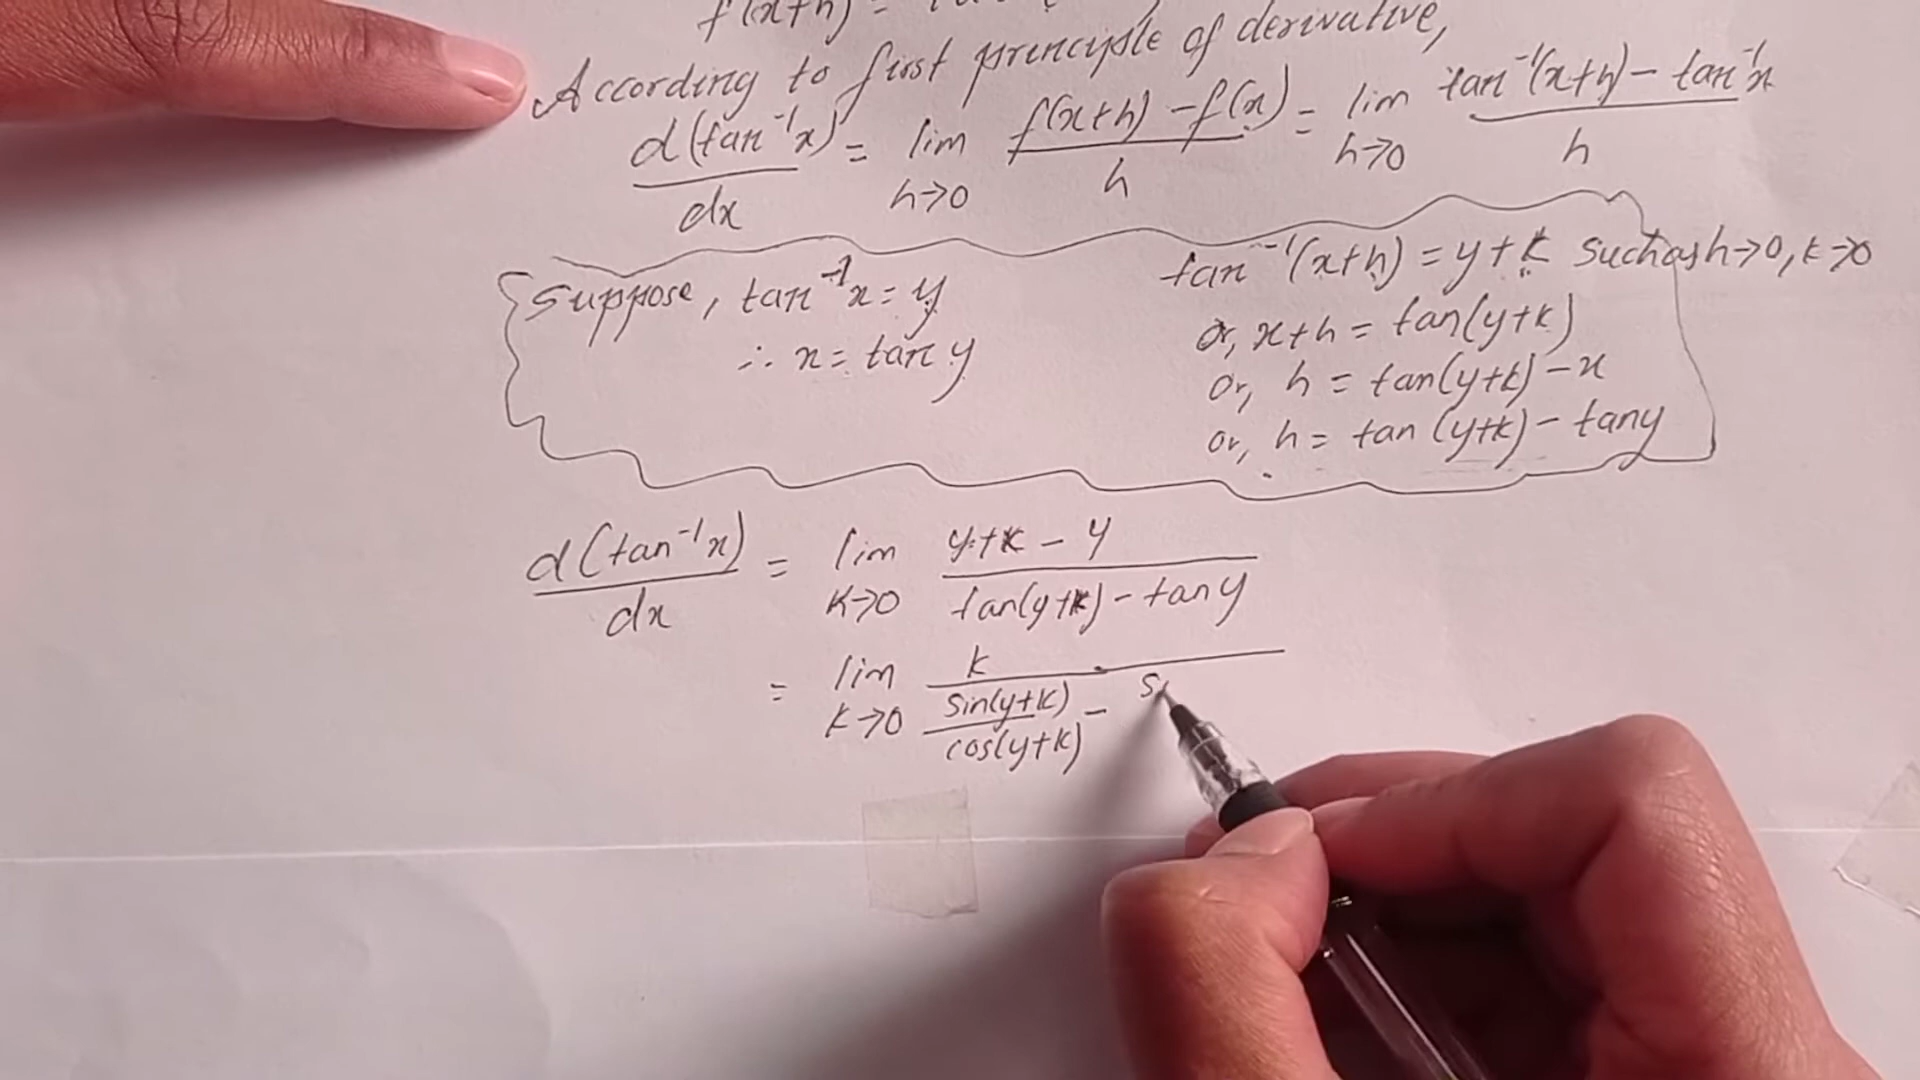 f(x+h) =
According to first principle of derivative,
d(tan⁻¹x)/dx = lim h→0 f(x+h) - f(x)/h = lim h→0 tan⁻¹(x+h) - tan⁻¹x/h
Suppose, tan⁻¹x = y
∴ x = tan y
tan⁻¹(x+h) = y+k such as h→0, k→0
or, x+h = tan(y+k)
or, h = tan(y+k) - x
or, h = tan (y+k) - tany
d(tan⁻¹x)/dx = lim k→0 y+k - y/tan(y+k) - tan y
= lim k→0 k/sin(y+k)/cos(y+k) - s